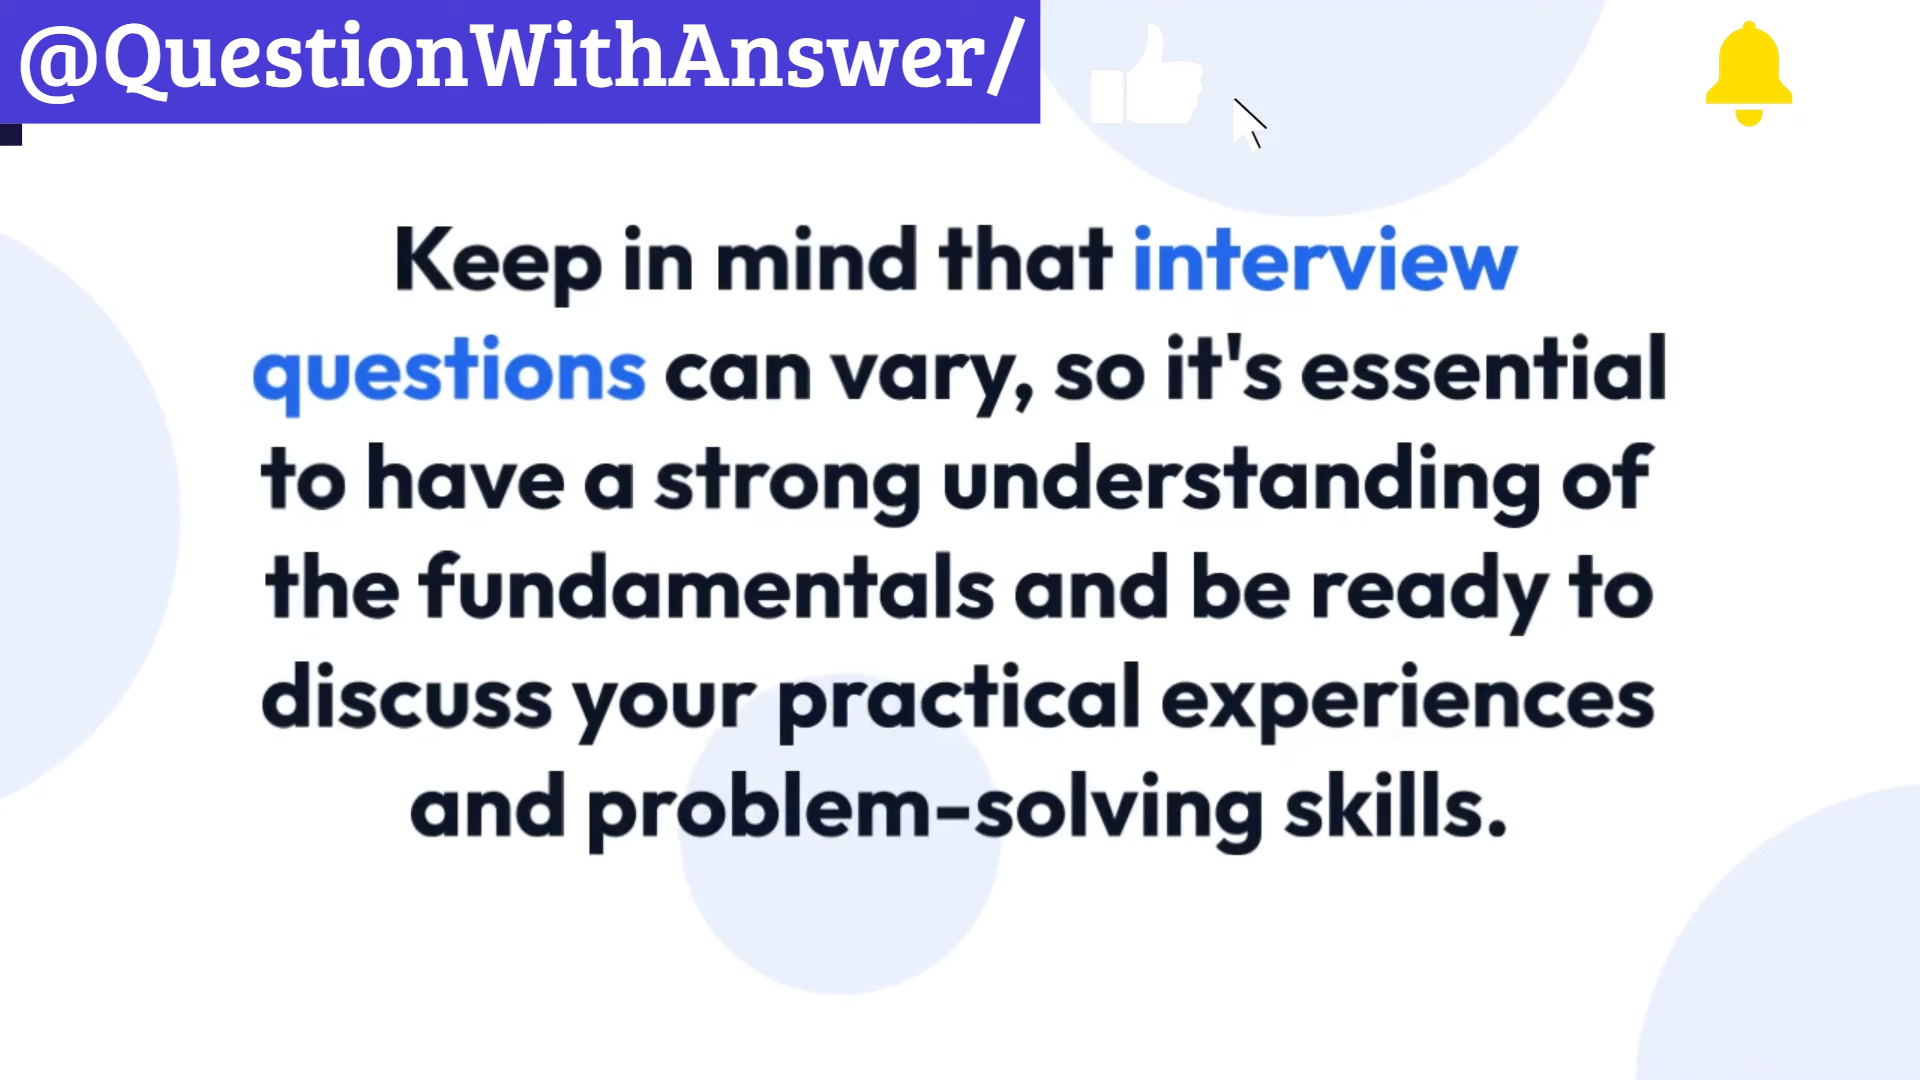 @QuestionWithAnswer/
Keep in mind that interview
questions can vary, so it's essential
to have a strong understanding of
the fundamentals and be ready to
discuss your practical experiences
and problem-solving skills.